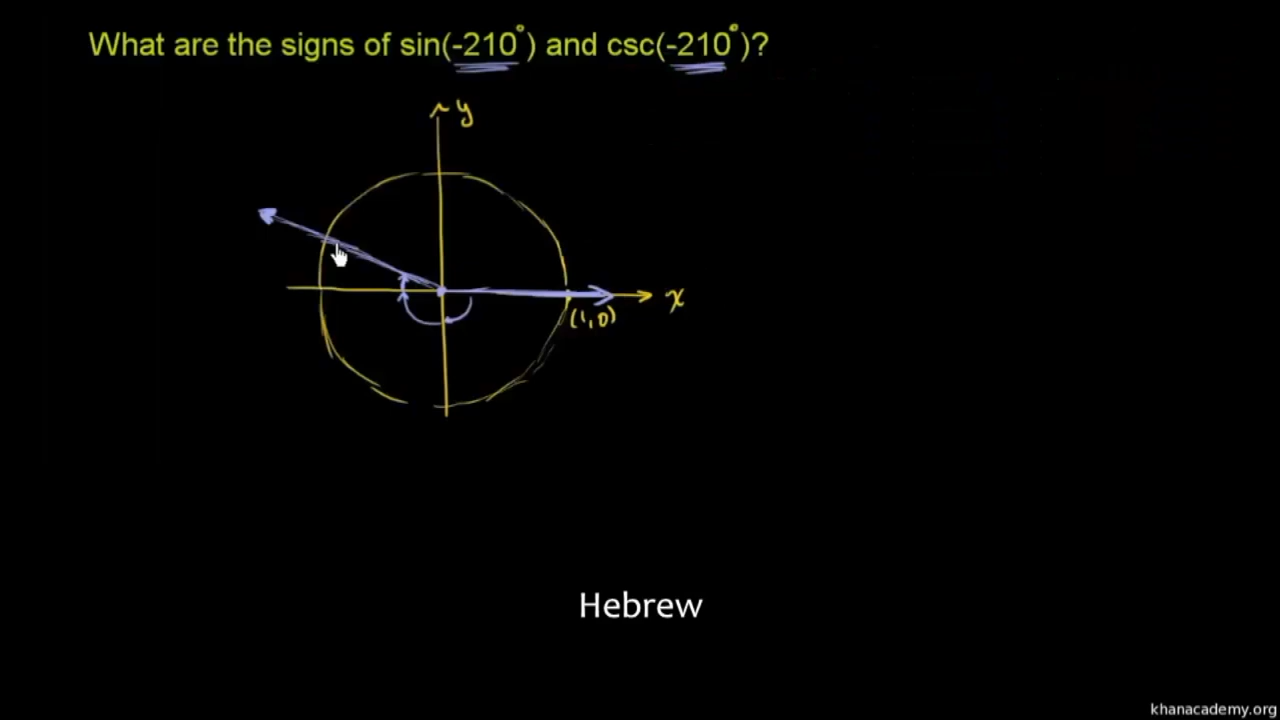 What are the signs of sin(-210°) and csc(-210°)?
y
x
(1,0)
Hebrew
khanacademy.org